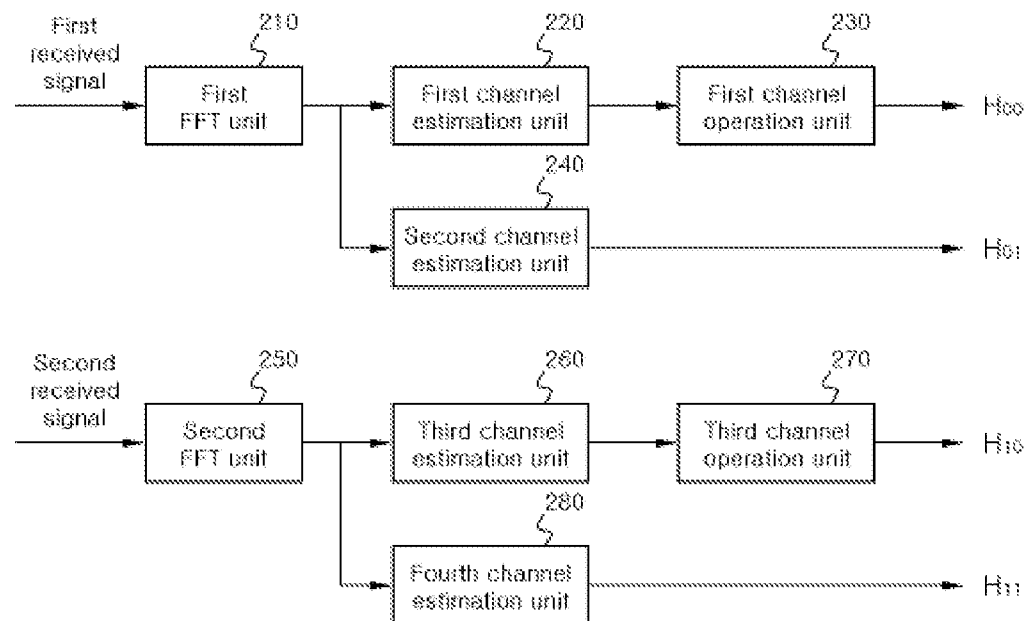 First
received
signal
210
First
FFT unit
220
First channel
estimation unit
230
First channel
operation unit
H00
240
Second channel
estimation unit
H01
Second
received
signal
250
Second
FFT unit
260
Third channel
estimation unit
270
Third channel
operation unit
H10
280
Fourth channel
estimation unit
H11